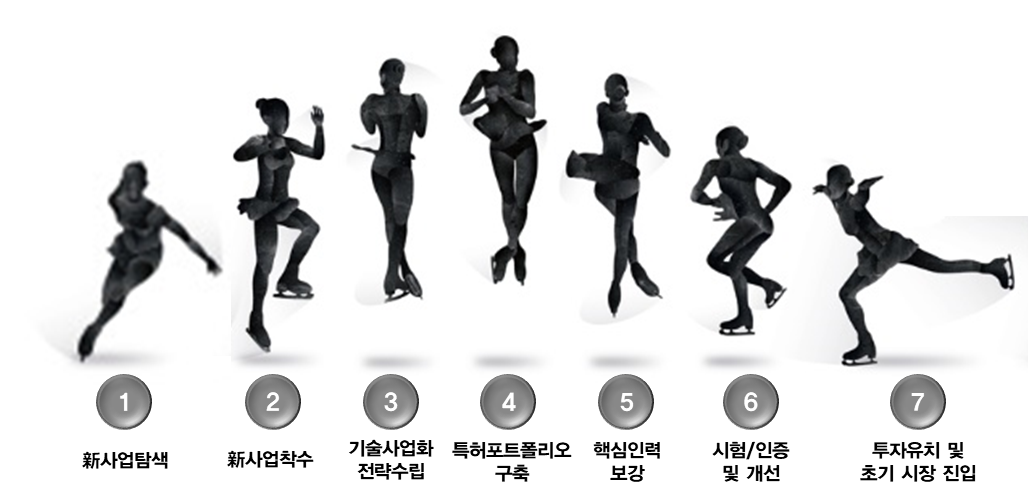 1
新사업탐색
2
新사업착수
3
기술사업화
전략수립
4
특허포트폴리오
구축
5
핵심인력
보강
6
시험/인증
및 개선
7
투자유치 및
초기 시장 진입